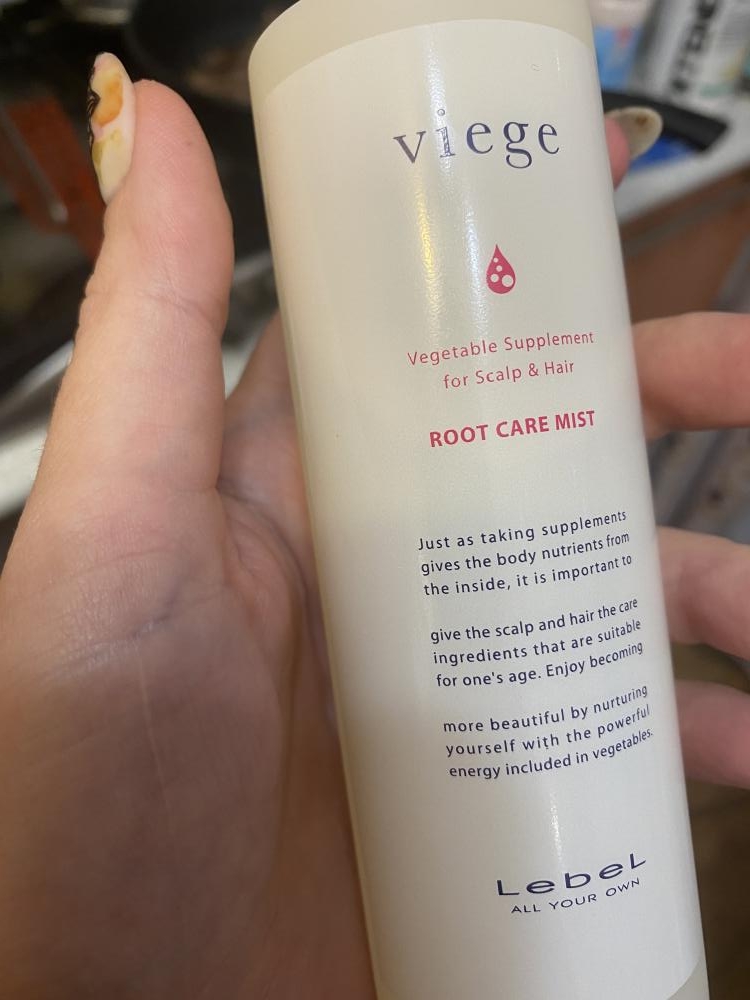 viege
Vegetable Supplement
for Scalp & Hair
ROOT CARE MIST
Just as taking supplements
gives the body nutrients from
the inside, it is important to
give the scalp and hair the care
ingredients that are suitable
for one's age. Enjoy becoming
more beautiful by nurturing
yourself with the powerful
energy included in vegetables.
LebeL
ALL YOUR OWN